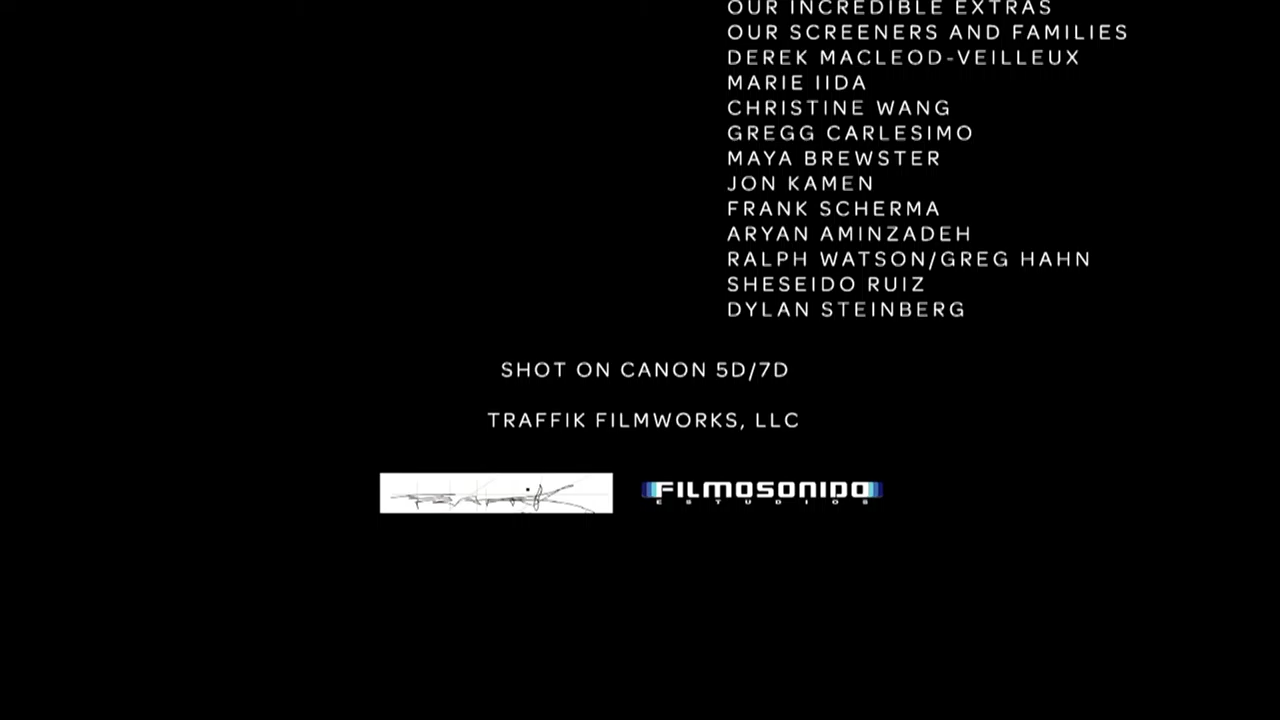 OUR INCREDIBLE EXTRAS
OUR SCREENERS AND FAMILIES
DEREK MACLEOD-VEILLEUX
MARIE IIDA
CHRISTINE WANG
GREGG CARLESIMO
MAYA BREWSTER
JON KAMEN
FRANK SCHERMA
ARYAN AMINZADEH
RALPH WATSON/GREG HAHN
SHESEIDO RUIZ
DYLAN STEINBERG
SHOT ON CANON 5D/7D
TRAFFIK FILMWORKS, LLC
FILMOSONIDO
ESTUDIOS